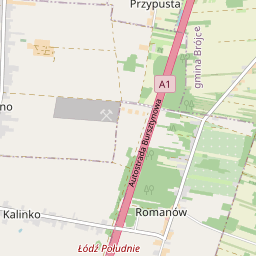 Przypusta
gmina Brójce
A1
no
Autostrada Bursztynowa
Kalinko
Romanów
Łódź Południe